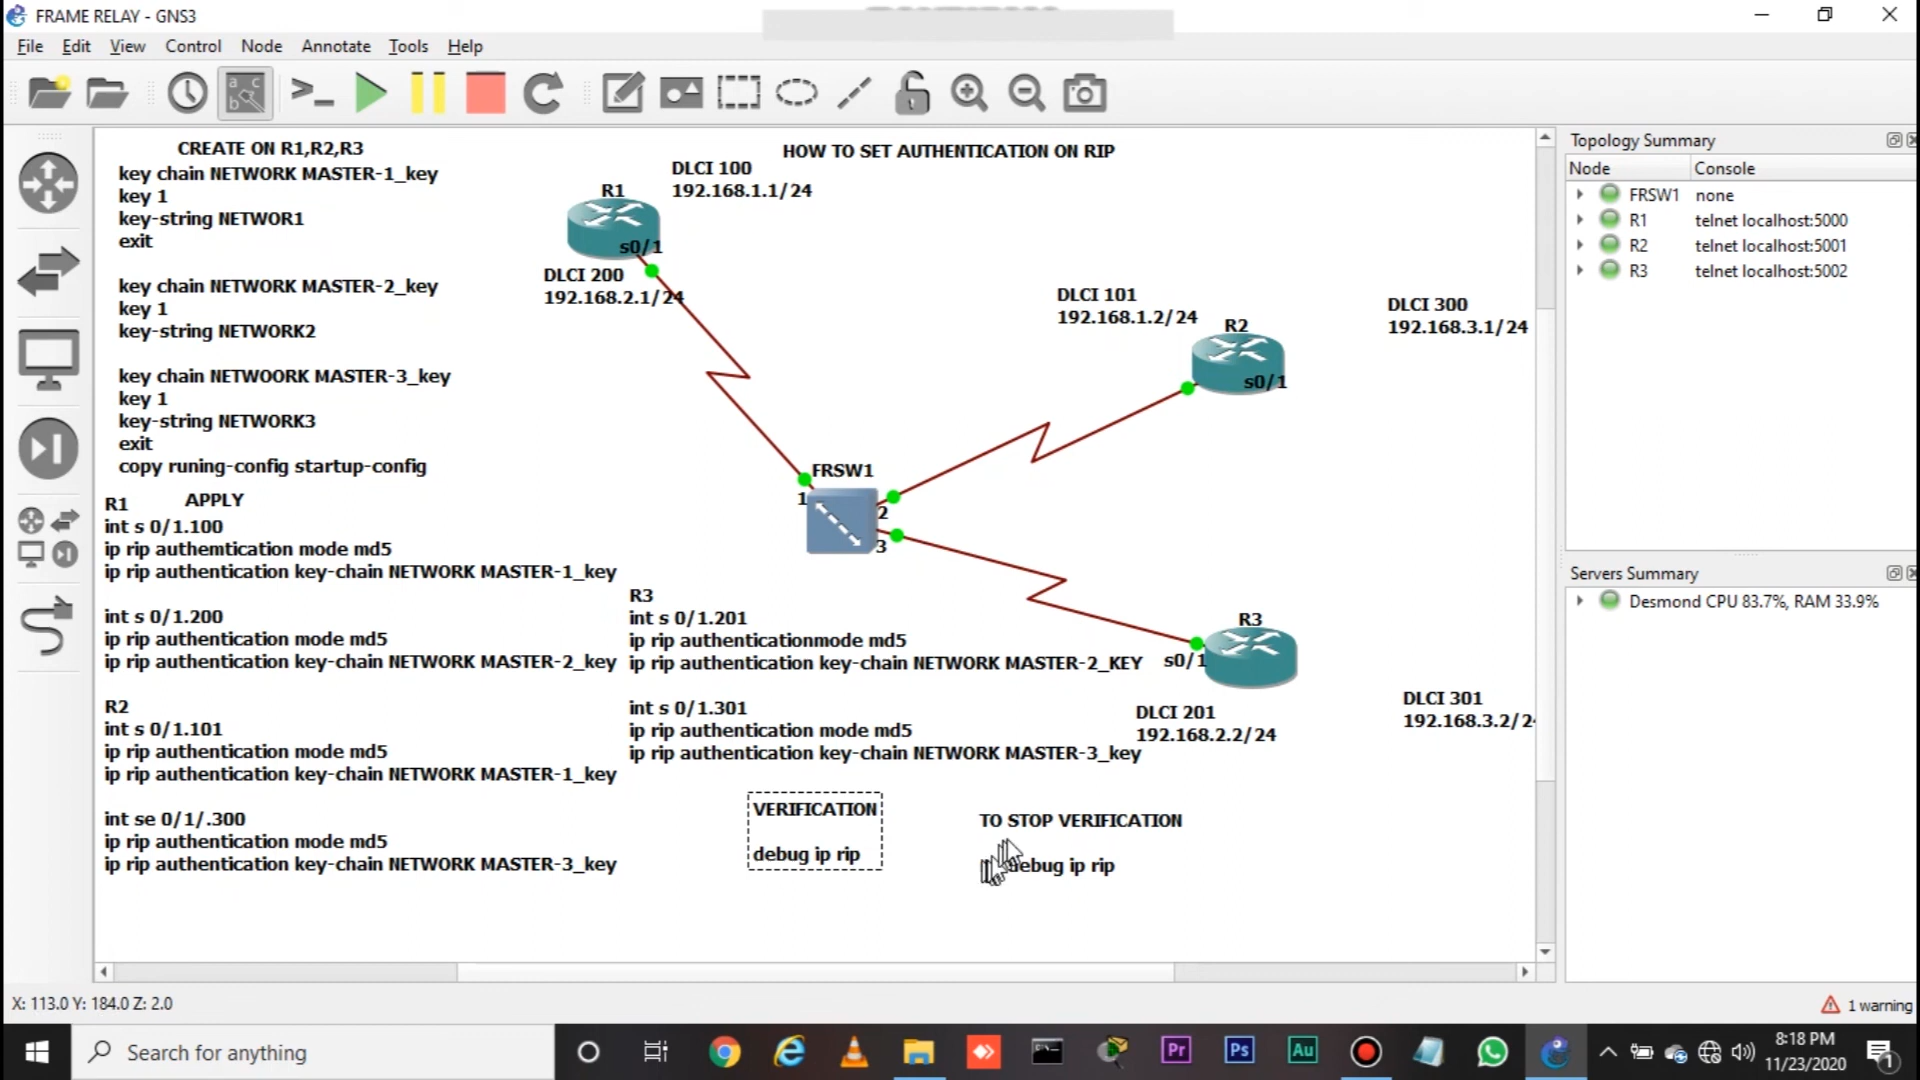 FRAME RELAY - GNS3
File Edit View Control Node Annotate Tools Help
CREATE ON R1,R2,R3
key chain NETWORK MASTER-1_key
key 1
key-string NETWOR1
exit
key chain NETWORK MASTER-2_key
key 1
key-string NETWORK2
key chain NETWOORK MASTER-3_key
key 1
key-string NETWORK3
exit
copy runing-config startup-config
R1 APPLY
int s 0/1.100
ip rip authemtication mode md5
ip rip authentication key-chain NETWORK MASTER-1_key
int s 0/1.200
ip rip authentication mode md5
ip rip authentication key-chain NETWORK MASTER-2_key
R2
int s 0/1.101
ip rip authentication mode md5
ip rip authentication key-chain NETWORK MASTER-1_key
int se 0/1/.300
ip rip authentication mode md5
ip rip authentication key-chain NETWORK MASTER-3_key
HOW TO SET AUTHENTICATION ON RIP
DLCI 100
192.168.1.1/24
R1
s0/1
DLCI 200
192.168.2.1/24
DLCI 101
192.168.1.2/24
R2
s0/1
DLCI 300
192.168.3.1/24
FRSW1
1
2
3
R3
int s 0/1.201
ip rip authenticationmode md5
ip rip authentication key-chain NETWORK MASTER-2_KEY
int s 0/1.301
ip rip authentication mode md5
ip rip authentication key-chain NETWORK MASTER-3_key
R3
s0/1
DLCI 201
192.168.2.2/24
DLCI 301
192.168.3.2/2
VERIFICATION
debug ip rip
TO STOP VERIFICATION
debug ip rip
Topology Summary
Node Console
FRSW1 none
R1 telnet localhost:5000
R2 telnet localhost:5001
R3 telnet localhost:5002
Servers Summary
Desmond CPU 83.7%, RAM 33.9%
X: 113.0 Y: 184.0 Z: 2.0
1 warning
Search for anything
Pr
Ps
Au
8:18 PM
11/23/2020
1